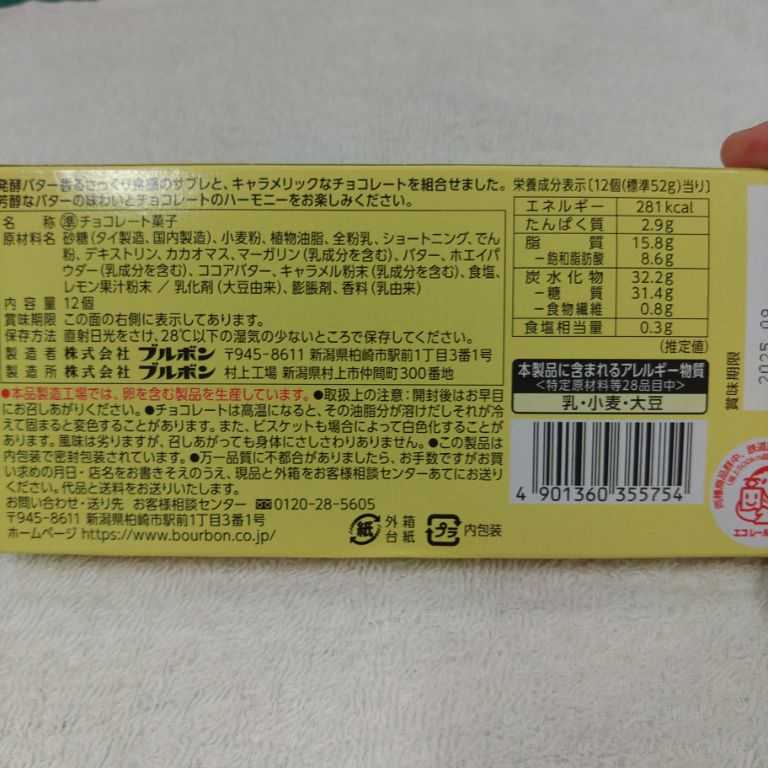 発酵バター香るさっくり食感のサブレと、キャラメリックなチョコレートを組合せました。
芳醇なバターの味わいとチョコレートのハーモニーをお楽しみください。
名 称 準チョコレート菓子
原材料名 砂糖(タイ製造、国内製造)、小麦粉、植物油脂、全粉乳、ショートニング、でん
粉、デキストリン、カカオマス、マーガリン(乳成分を含む)、バター、ホエイパ
ウダー(乳成分を含む)、ココアバター、キャラメル粉末(乳成分を含む)、食塩、
レモン果汁粉末 / 乳化剤(大豆由来)、膨脹剤、香料(乳由来)
内 容 量 12個
賞味期限 この面の右側に表示してあります。
保存方法 直射日光をさけ、28℃以下の湿気の少ないところで保存してください。
製 造 者 株式会社 ブルボン 〒945-8611 新潟県柏崎市駅前1丁目3番1号
製 造 所 株式会社 ブルボン 村上工場 新潟県村上市仲間町300番地
●本品製造工場では、卵を含む製品を生産しています。●取扱上の注意:開封後はお早目
にお召しあがりください。●チョコレートは高温になると、その油脂分が溶けだしそれが冷
えて固まると変色することがあります。また、ビスケットも場合によって白色化することが
あります。風味は劣りますが、召しあがっても身体にさしさわりありません。●この製品は
内包装で密封包装されています。●万一品質に不都合がありましたら、お手数ですがお買
い求めの月日・店名をお書きそえのうえ、現品と外箱をお客様相談センターあてにお送り
ください。代品と送料をお送りいたします。
お問い合わせ・送り先 お客様相談センター 0120-28-5605
〒945-8611 新潟県柏崎市駅前1丁目3番1号
ホームページ https://www.bourbon.co.jp/
紙 外箱 台紙 プラ 内包装
栄養成分表示〔12個(標準52g)当り〕
エネルギー 281kcal
たんぱく質 2.9g
脂 質 15.8g
-飽和脂肪酸 8.6g
炭水化物 32.2g
-糖 質 31.4g
-食物繊維 0.8g
食塩相当量 0.3g
(推定値)
本製品に含まれるアレルギー物質
<特定原材料等28品目中>
乳・小麦・大豆
4 901360 355754
賞味期限
2025
エコレール